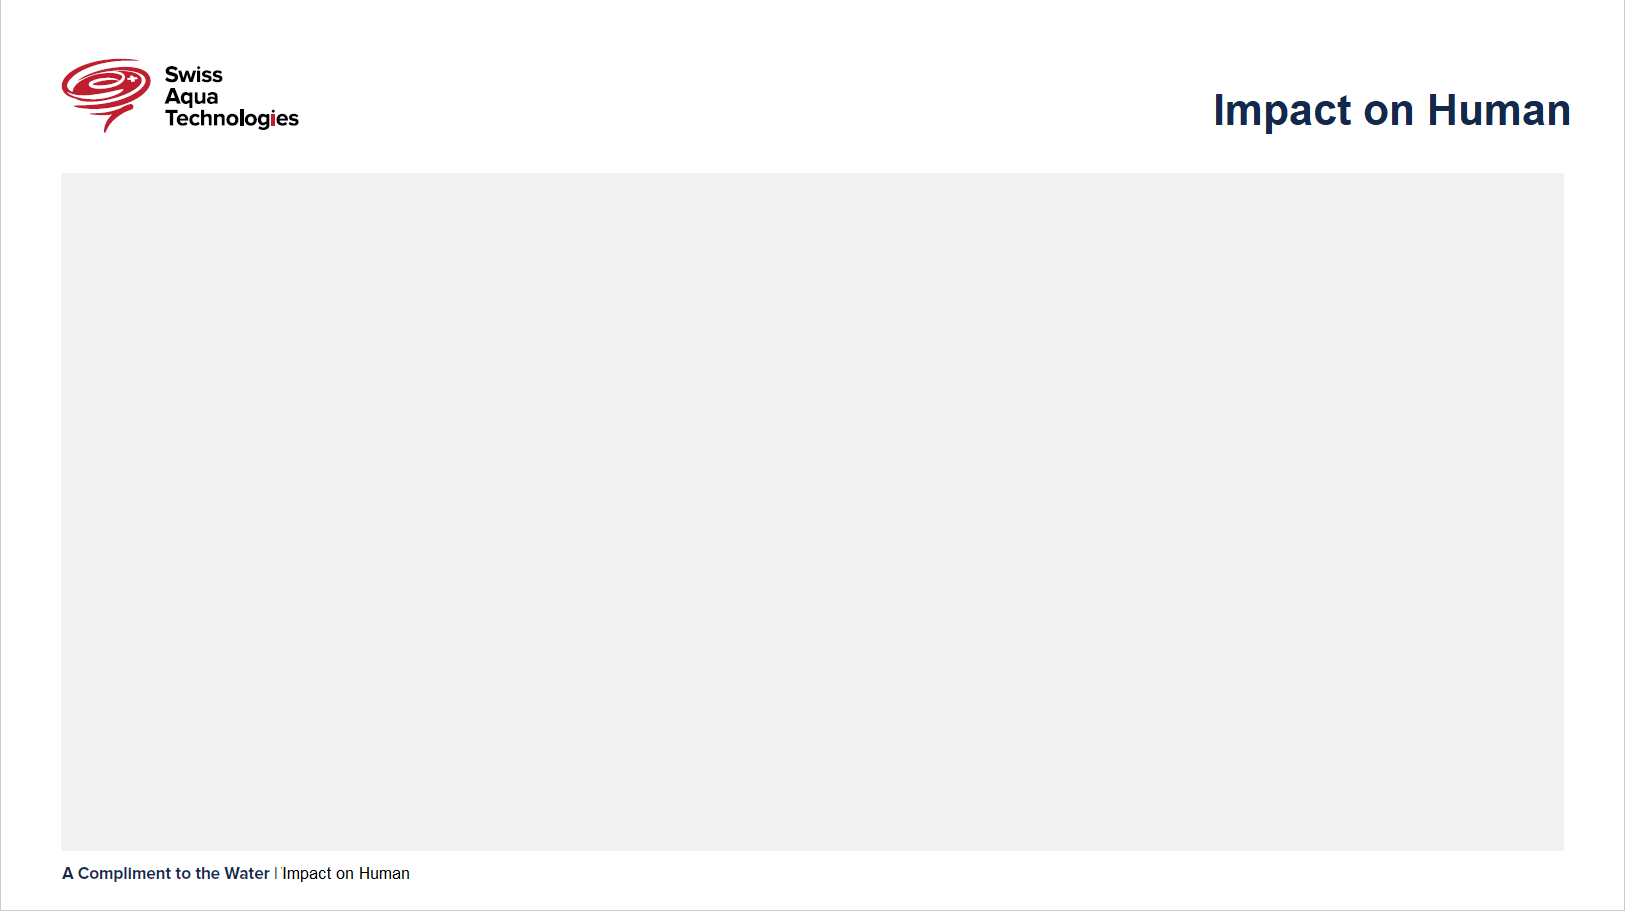 Swiss
Aqua
Technologies
Impact on Human
A Compliment to the Water | Impact on Human